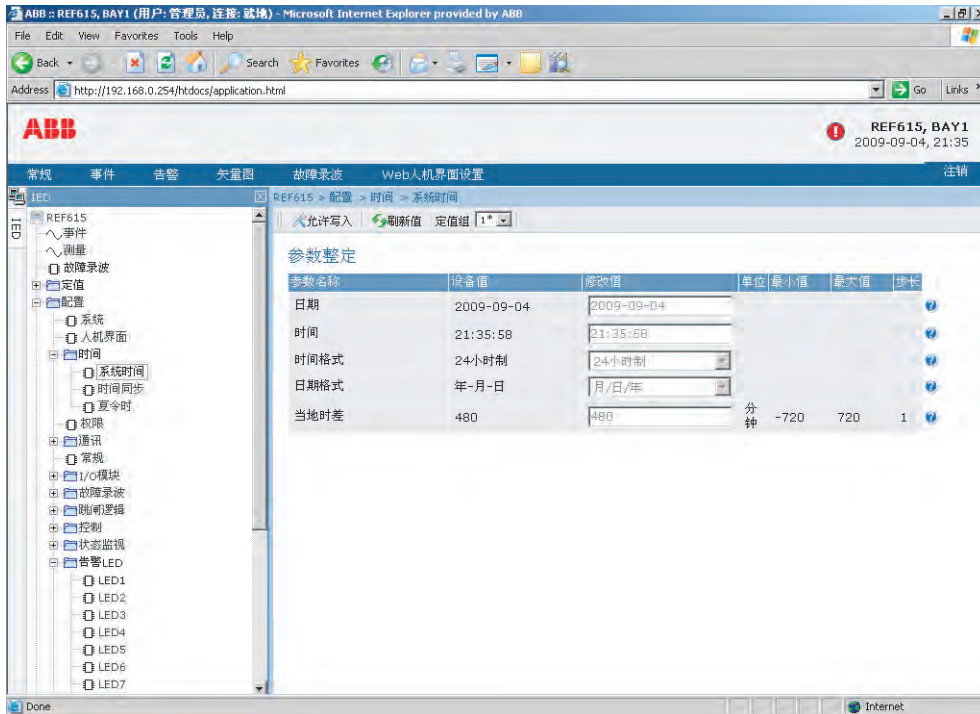 ABB :: REF615, BAY1 (用户: 管理员, 连接: 就地) - Microsoft Internet Explorer provided by ABB
File Edit View Favorites Tools Help
Back Search Favorites
Address http://192.168.0.254/htdocs/application.html Go Links
ABB
REF615, BAY1
2009-09-04, 21:35
常规 事件 告警 矢量图 故障录波 Web人机界面设置 注销
IED
IED
REF615 > 配置 > 时间 > 系统时间
允许写入 刷新值 定值组 1*
参数整定
参数名称 设备值 修改值 单位 最小值 最大值 步长
日期 2009-09-04 2009-09-04
时间 21:35:58 21:35:58
时间格式 24小时制 24小时制
日期格式 年-月-日 月/日/年
当地时差 480 480 分钟 -720 720 1
REF615
事件
测量
故障录波
定值
配置
系统
人机界面
时间
系统时间
时间同步
夏令时
权限
通讯
常规
I/O模块
故障录波
跳闸逻辑
控制
状态监视
告警LED
LED1
LED2
LED3
LED4
LED5
LED6
LED7
Done Internet